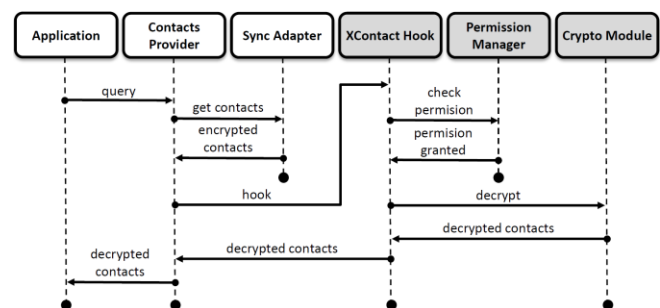 Application
Contacts
Provider
Sync Adapter
XContact Hook
Permission
Manager
Crypto Module
query
get contacts
encrypted
contacts
check
permision
permision
granted
hook
decrypt
decrypted contacts
decrypted contacts
decrypted
contacts